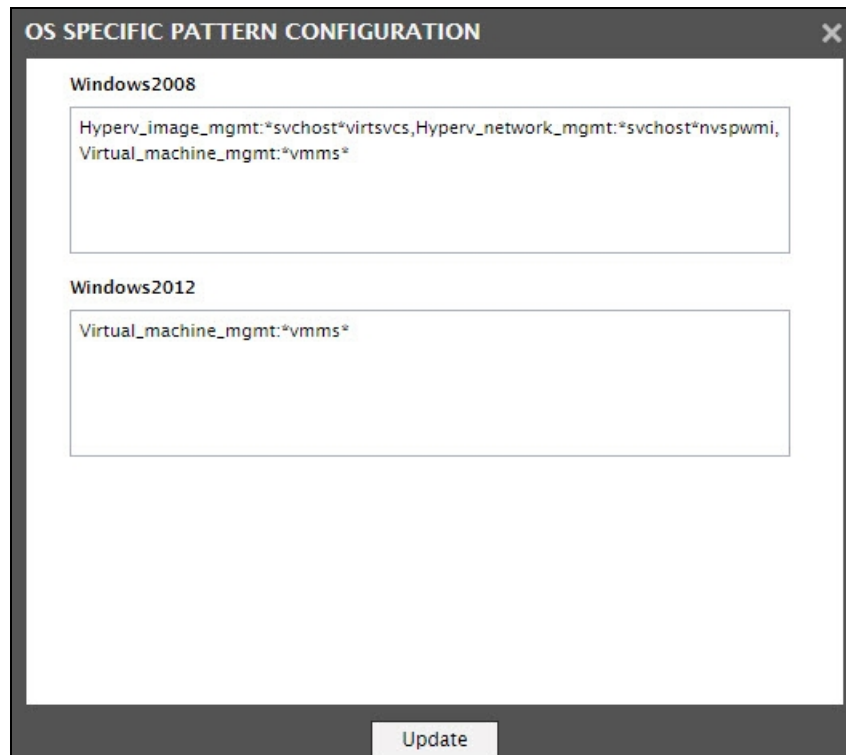 OS SPECIFIC PATTERN CONFIGURATION
Windows2008
Hyperv_image_mgmt:*svchost*virtsvcs,Hyperv_network_mgmt:*svchost*nvspwmi,
Virtual_machine_mgmt:*vmms*
Windows2012
Virtual_machine_mgmt:*vmms*
Update